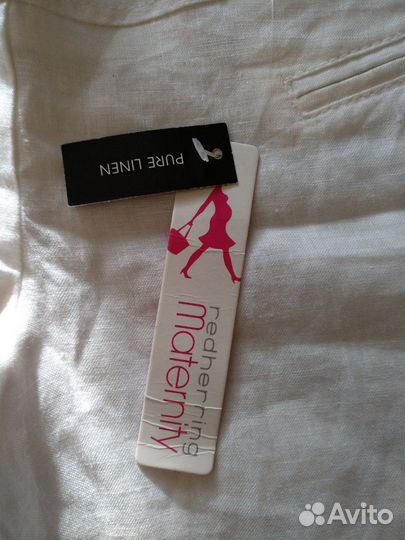 PURE LINEN
redherring
maternity
Avito